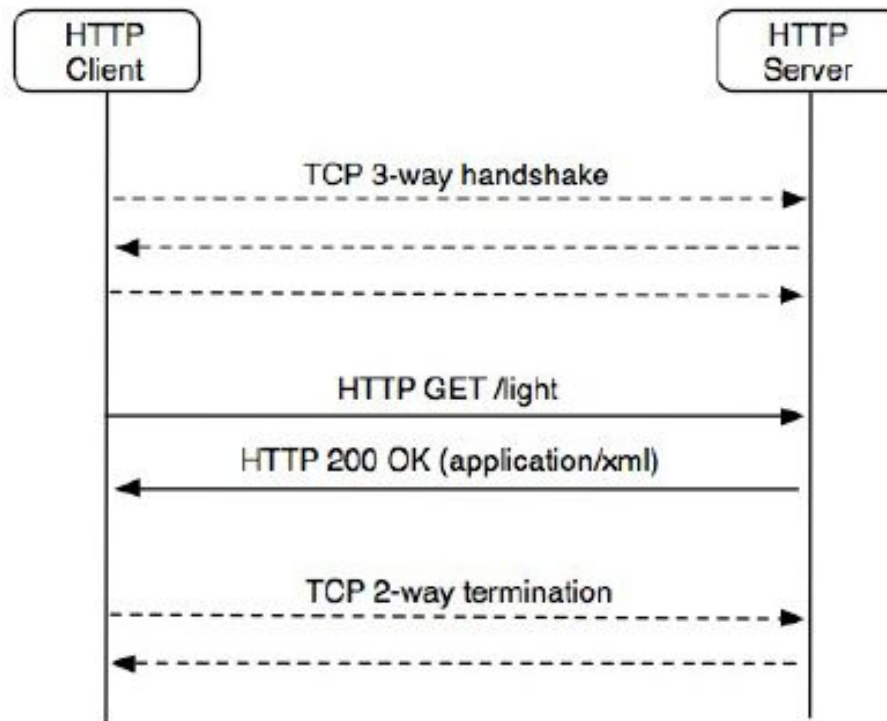 HTTP
Client
HTTP
Server
TCP 3-way handshake
HTTP GET /light
HTTP 200 OK (application/xml)
TCP 2-way termination